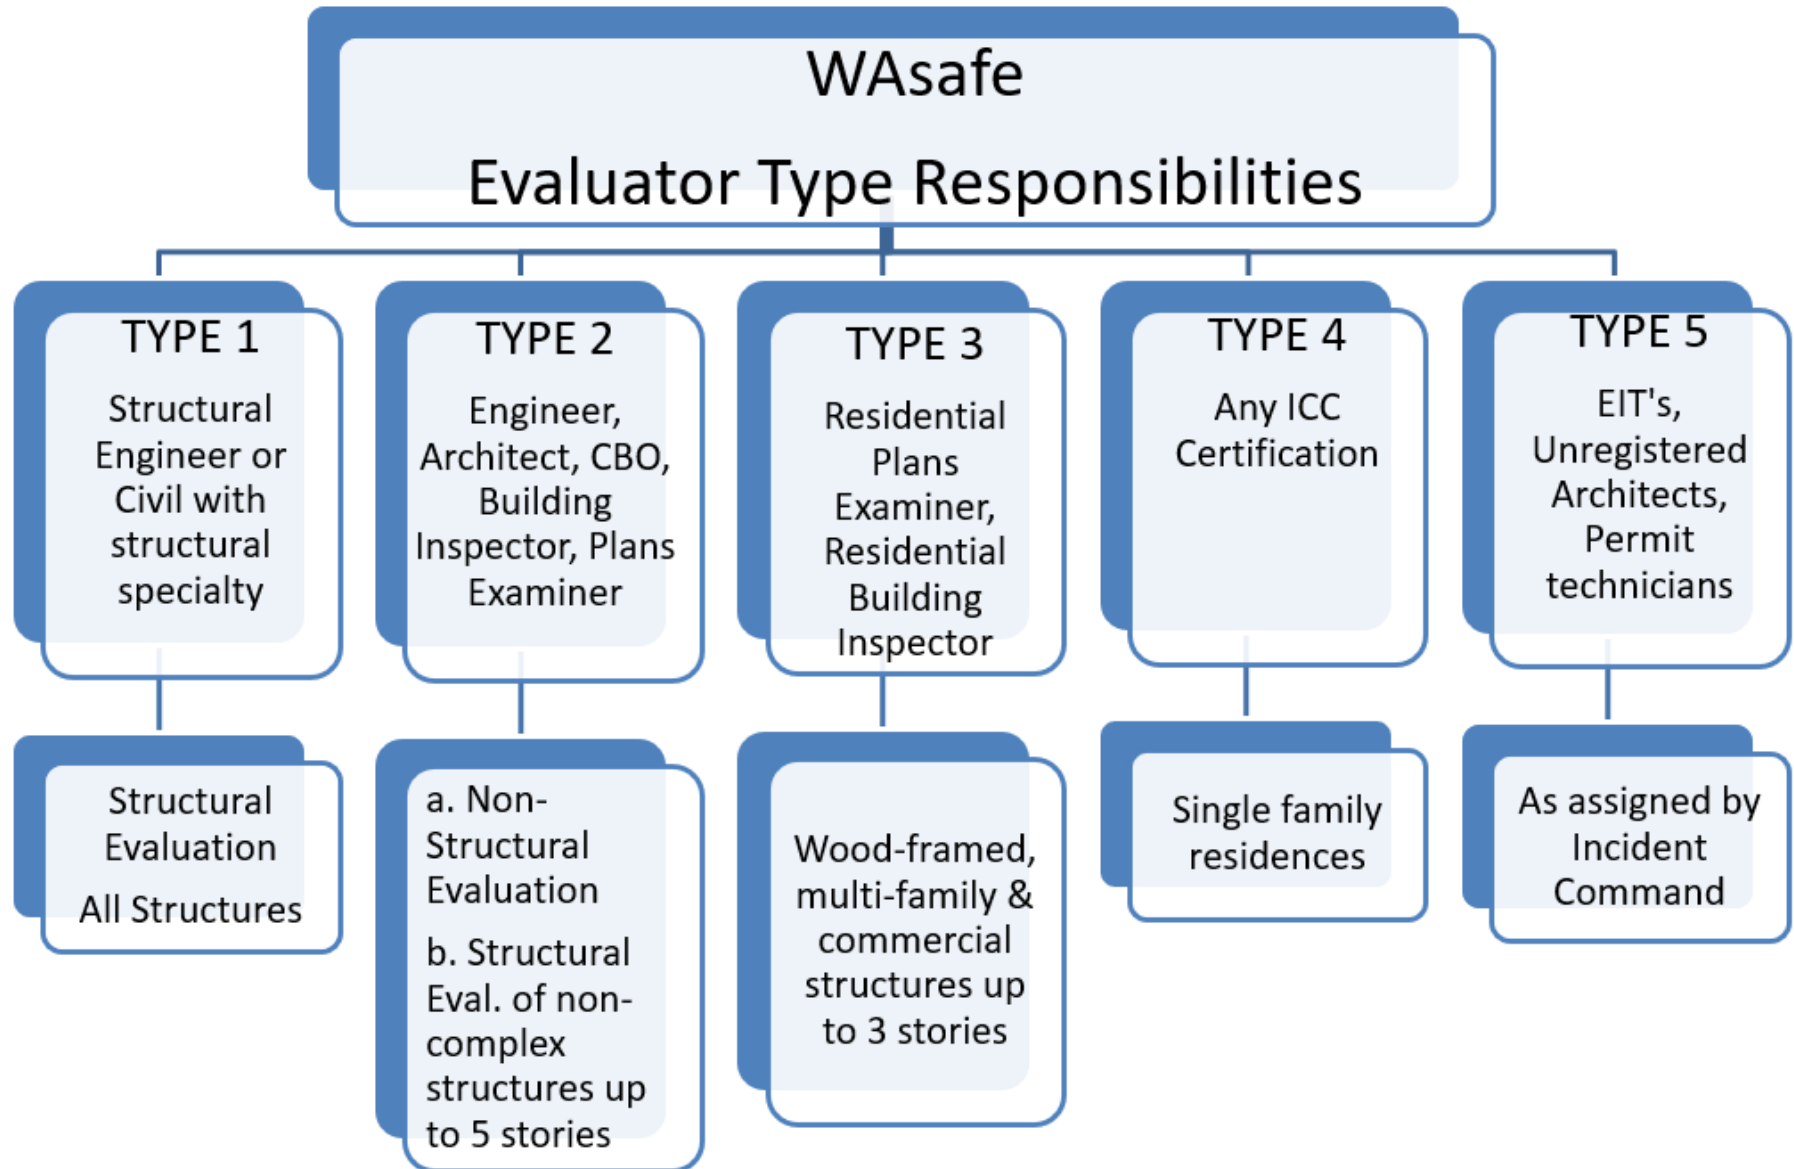 WAsafe
Evaluator Type Responsibilities
TYPE 1
Structural
Engineer or
Civil with
structural
specialty
TYPE 2
Engineer,
Architect, CBO,
Building
Inspector, Plans
Examiner
TYPE 3
Residential
Plans
Examiner,
Residential
Building
Inspector
TYPE 4
Any ICC
Certification
TYPE 5
EIT's,
Unregistered
Architects,
Permit
technicians
Structural
Evaluation
All Structures
a. Non-
Structural
Evaluation
b. Structural
Eval. of non-
complex
structures up
to 5 stories
Wood-framed,
multi-family &
commercial
structures up
to 3 stories
Single family
residences
As assigned by
Incident
Command